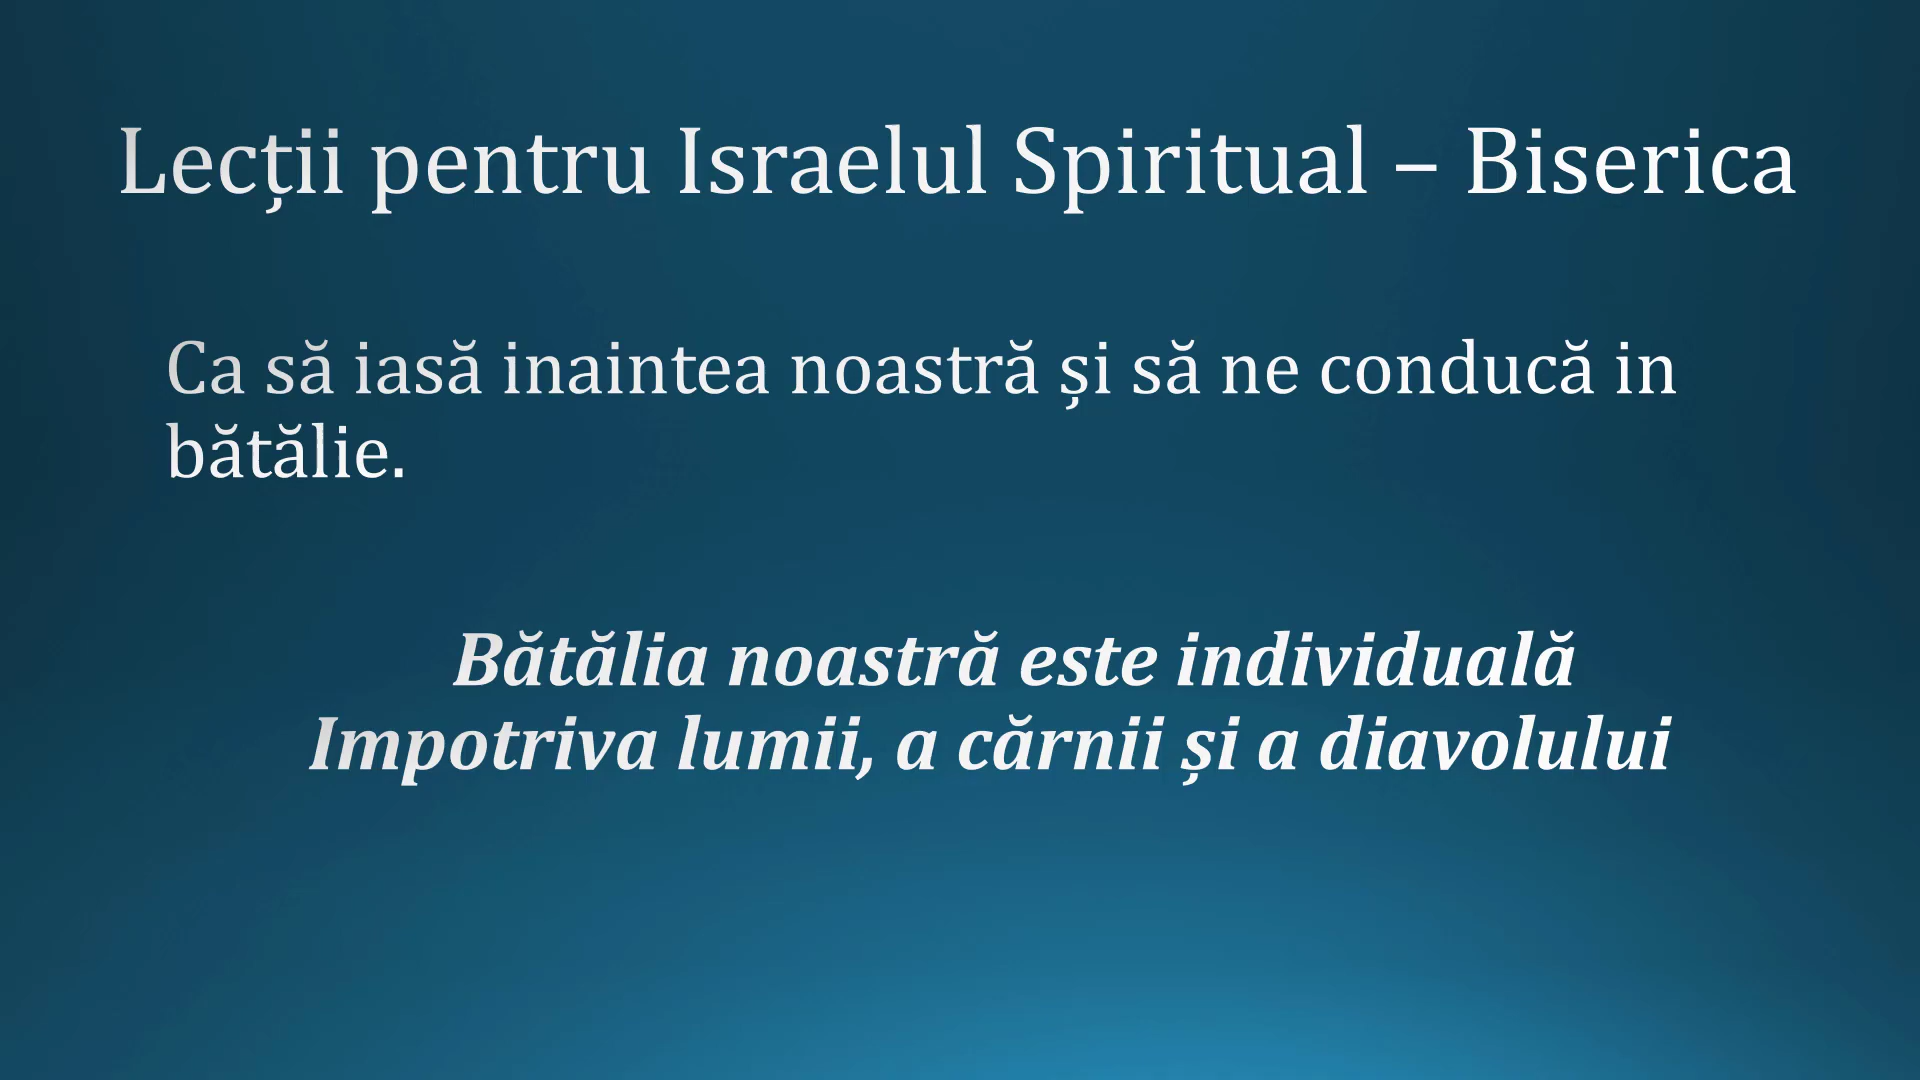 Lecții pentru Israelul Spiritual – Biserica
Ca să iasă inaintea noastră și să ne conducă in
bătălie.
Bătălia noastră este individuală
Impotriva lumii, a cărnii și a diavolului